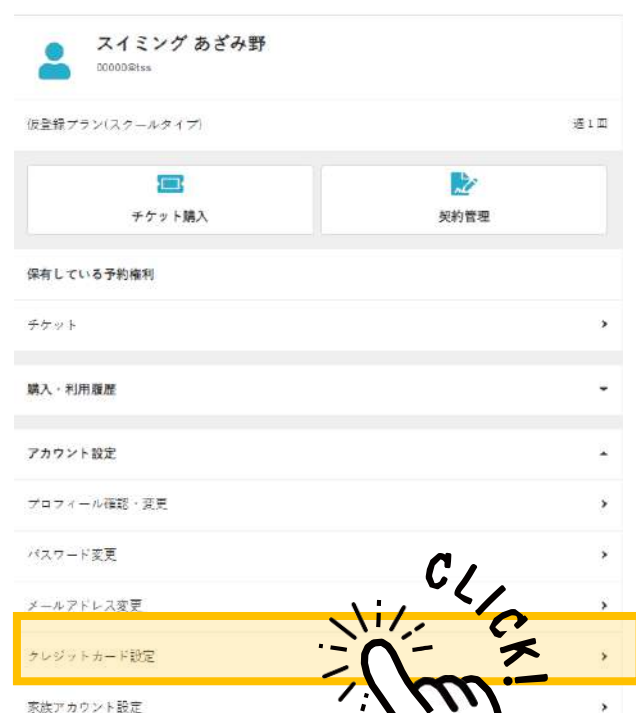 スイミング あざみ野
00000@tss
仮登録プラン(スクールタイプ) 週1回
チケット購入 契約管理
保有している予約権利
チケット
購入・利用履歴
アカウント設定
プロフィール確認・変更
パスワード変更
メールアドレス変更
クレジットカード設定
CLICK!
家族アカウント設定